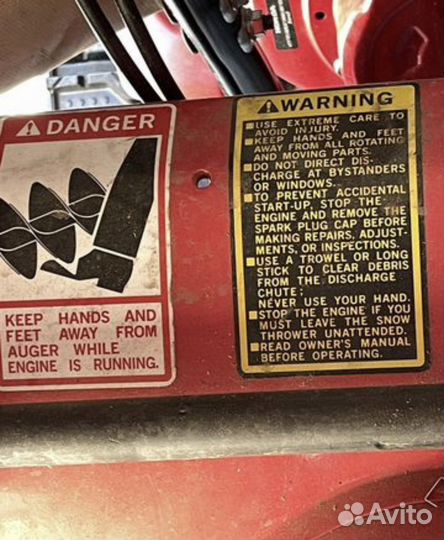 DANGER
KEEP HANDS AND
FEET AWAY FROM
AUGER WHILE
ENGINE IS RUNNING.
WARNING
USE EXTREME CARE TO
AVOID INJURY.
KEEP HANDS AND FEET
AWAY FROM ALL ROTATING
AND MOVING PARTS.
DO NOT DIRECT DIS-
CHARGE AT BYSTANDERS
OR WINDOWS.
TO PREVENT ACCIDENTAL
START-UP, STOP THE
ENGINE AND REMOVE THE
SPARK PLUG CAP BEFORE
MAKING REPAIRS, ADJUST-
MENTS, OR INSPECTIONS.
USE A TROWEL OR LONG
STICK TO CLEAR DEBRIS
FROM THE DISCHARGE
CHUTE;
NEVER USE YOUR HAND.
STOP THE ENGINE IF YOU
MUST LEAVE THE SNOW
THROWER UNATTENDED.
READ OWNER'S MANUAL
BEFORE OPERATING.
Avito